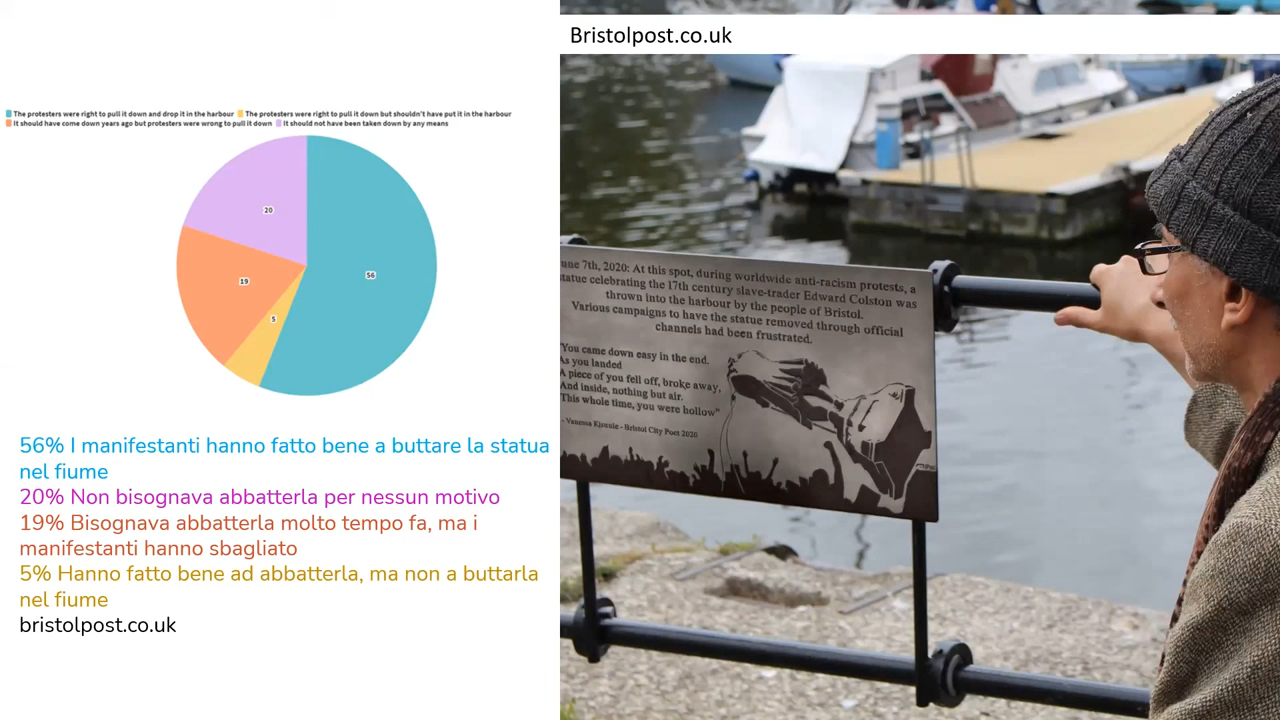 The protesters were right to pull it down and drop it in the harbour The protesters were right to pull it down but shouldn't have put it in the harbour
It should have come down years ago but protesters were wrong to pull it down It should not have been taken down by any means
20
56
19
5
56% I manifestanti hanno fatto bene a buttare la statua
nel fiume
20% Non bisognava abbatterla per nessun motivo
19% Bisognava abbatterla molto tempo fa, ma i
manifestanti hanno sbagliato
5% Hanno fatto bene ad abbatterla, ma non a buttarla
nel fiume
bristolpost.co.uk
Bristolpost.co.uk
une 7th, 2020: At this spot, during worldwide anti-racism protests, a
statue celebrating the 17th century slave-trader Edward Colston was
thrown into the harbour by the people of Bristol.
Various campaigns to have the statue removed through official
channels had been frustrated.
"You came down easy in the end.
As you landed
A piece of you fell off, broke away,
And inside, nothing but air.
This whole time, you were hollow"
- Vanessa Kisuule - Bristol City Poet 2020